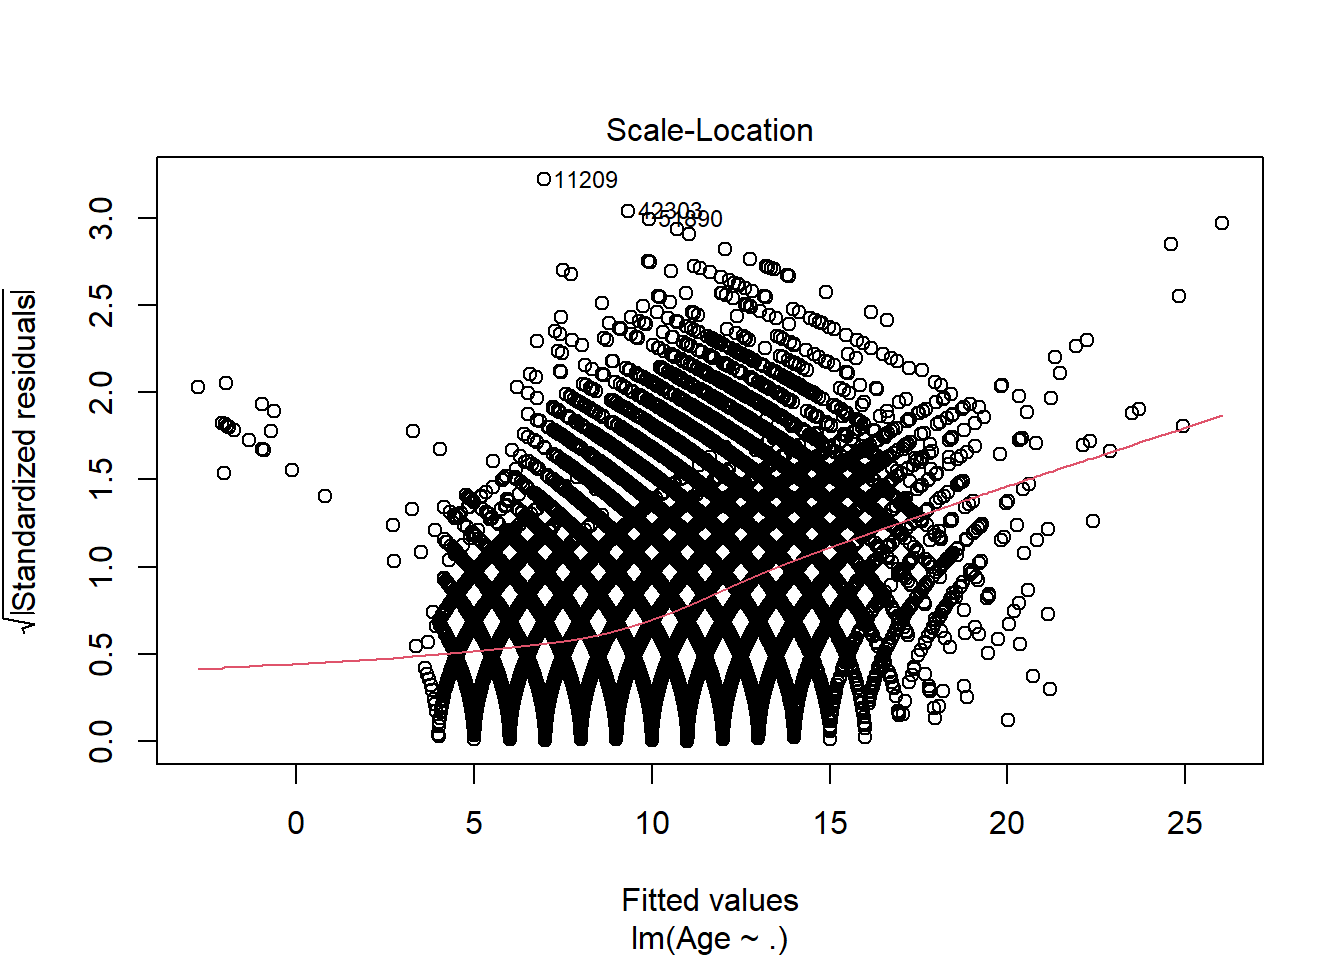 Scale-Location
√|Standardized residuals|
3.0
2.5
2.0
1.5
1.0
0.5
0.0
11209
42303
51890
0 5 10 15 20 25
Fitted values
lm(Age ~ .)